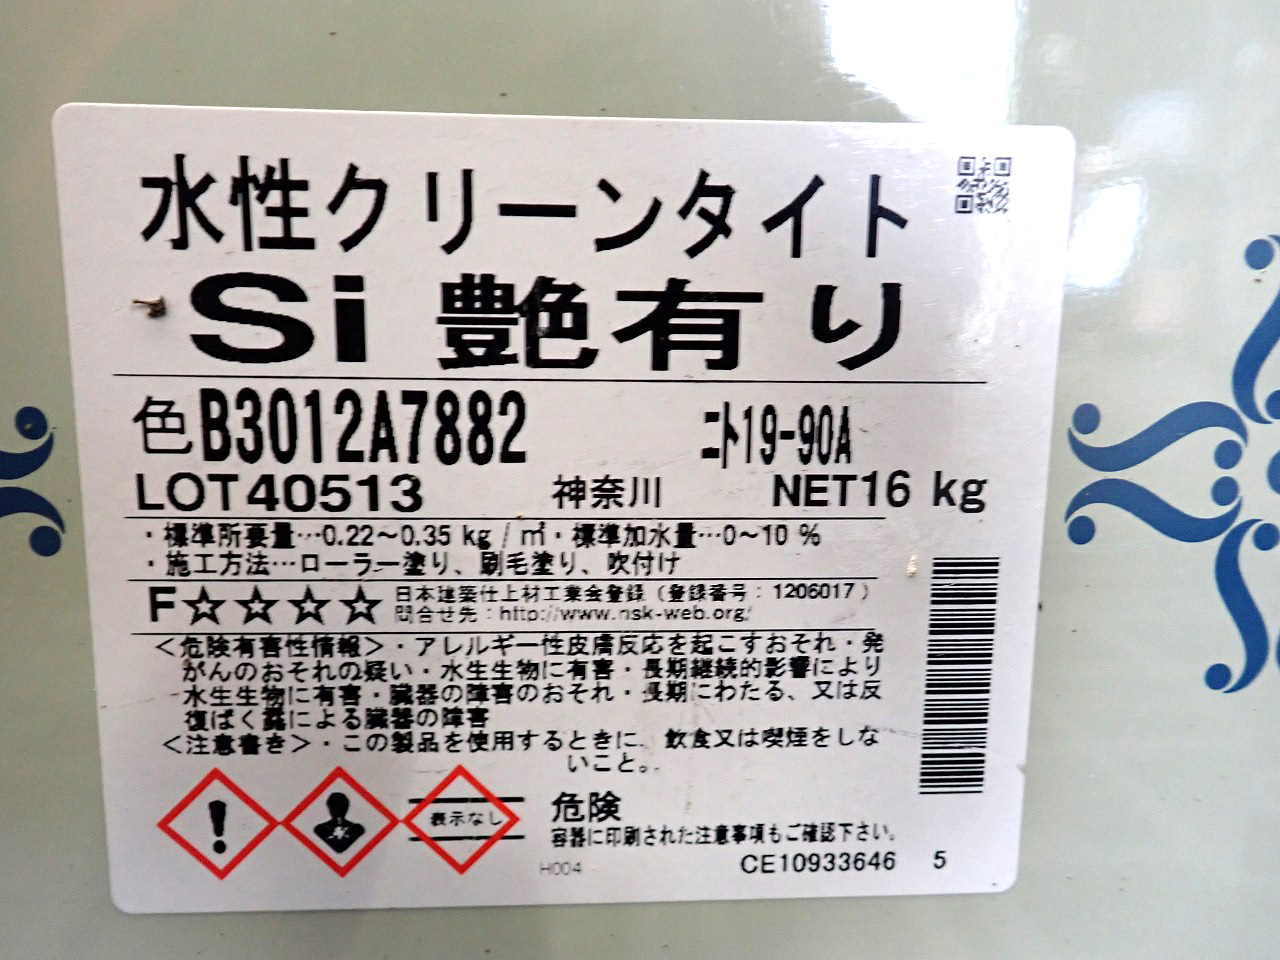 水性クリーンタイト
Si 艶有り
色B3012A7882 ニト19-90A
LOT40513 神奈川 NET16 kg
・標準所要量…0.22〜0.35 kg / ㎡・標準加水量…0〜10 %
・施工方法…ローラー塗り、刷毛塗り、吹付け
F☆☆☆☆ 日本建築仕上材工業会登録（登録番号：1206017）
問合せ先：http://www.nsk-web.org/
＜危険有害性情報＞・アレルギー性皮膚反応を起こすおそれ・発
がんのおそれの疑い・水生生物に有害・長期継続的影響により
水生生物に有害・臓器の障害のおそれ・長期にわたる、又は反
復ばく露による臓器の障害
＜注意書き＞・この製品を使用するときに、飲食又は喫煙をしな
いこと。
表示なし
危険
容器に印刷された注意事項もご確認下さい。
H004 CE10933646 5